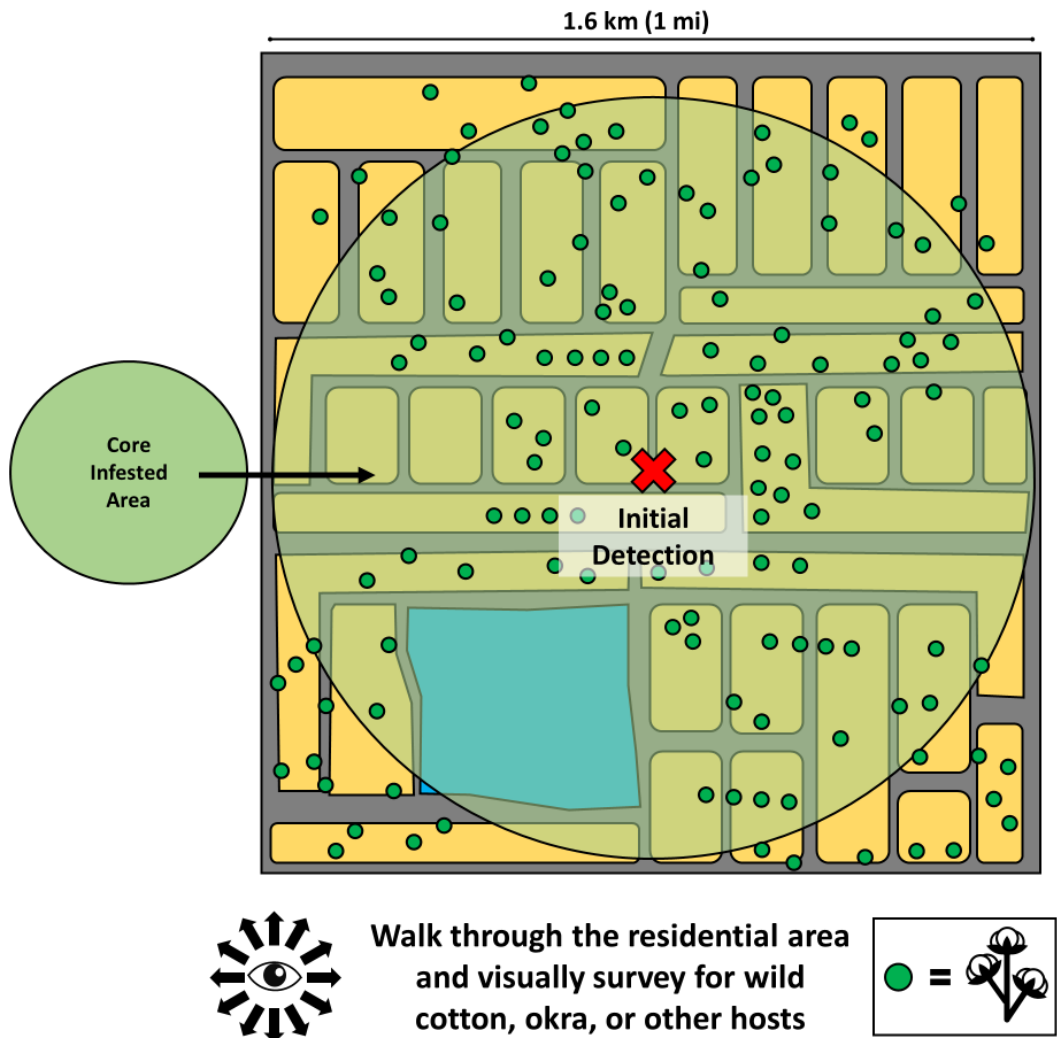 1.6 km (1 mi)
Core
Infested
Area
Initial
Detection
Walk through the residential area
and visually survey for wild
cotton, okra, or other hosts
=